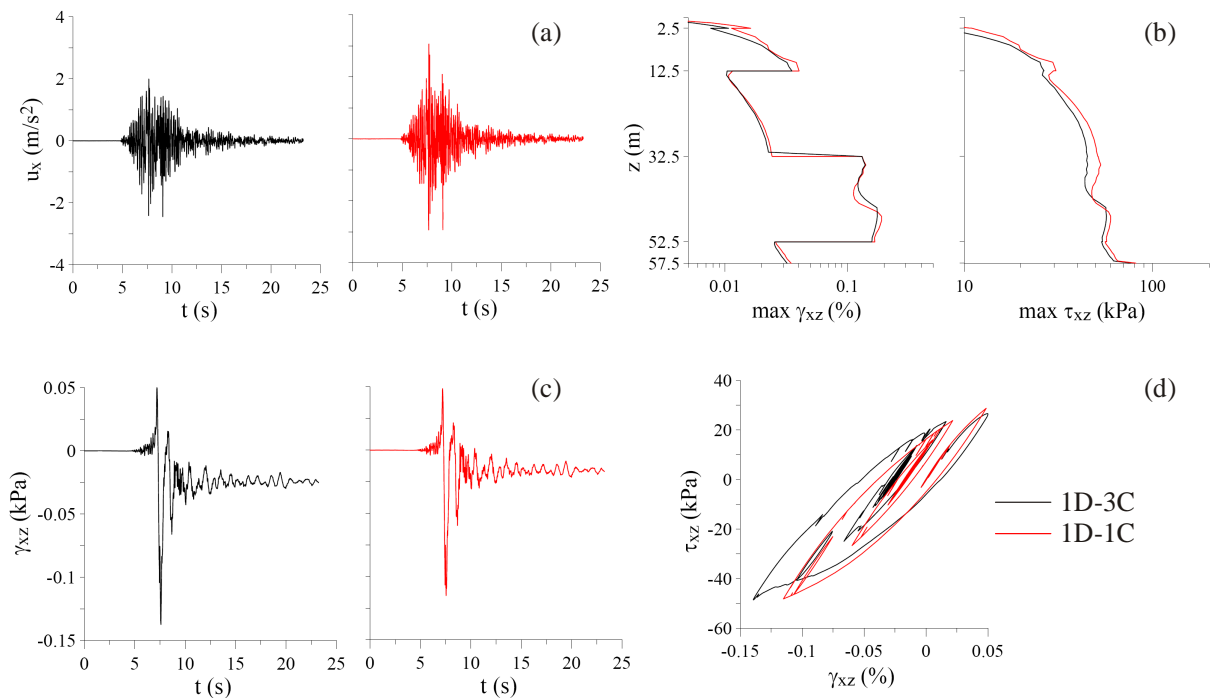 (a)
(b)
4
2
0
-2
-4
uₓ (m/s²)
0 5 10 15 20 25
t (s)
0 5 10 15 20 25
t (s)
2.5
12.5
32.5
52.5
57.5
z (m)
0.01 0.1
max γxz (%)
10 100
max τxz (kPa)
(c)
(d)
0.05
0
-0.05
-0.1
-0.15
γxz (kPa)
0 5 10 15 20 25
t (s)
0 5 10 15 20 25
t (s)
40
20
0
-20
-40
-60
τxz (kPa)
-0.15 -0.1 -0.05 0 0.05
γxz (%)
1D-3C
1D-1C